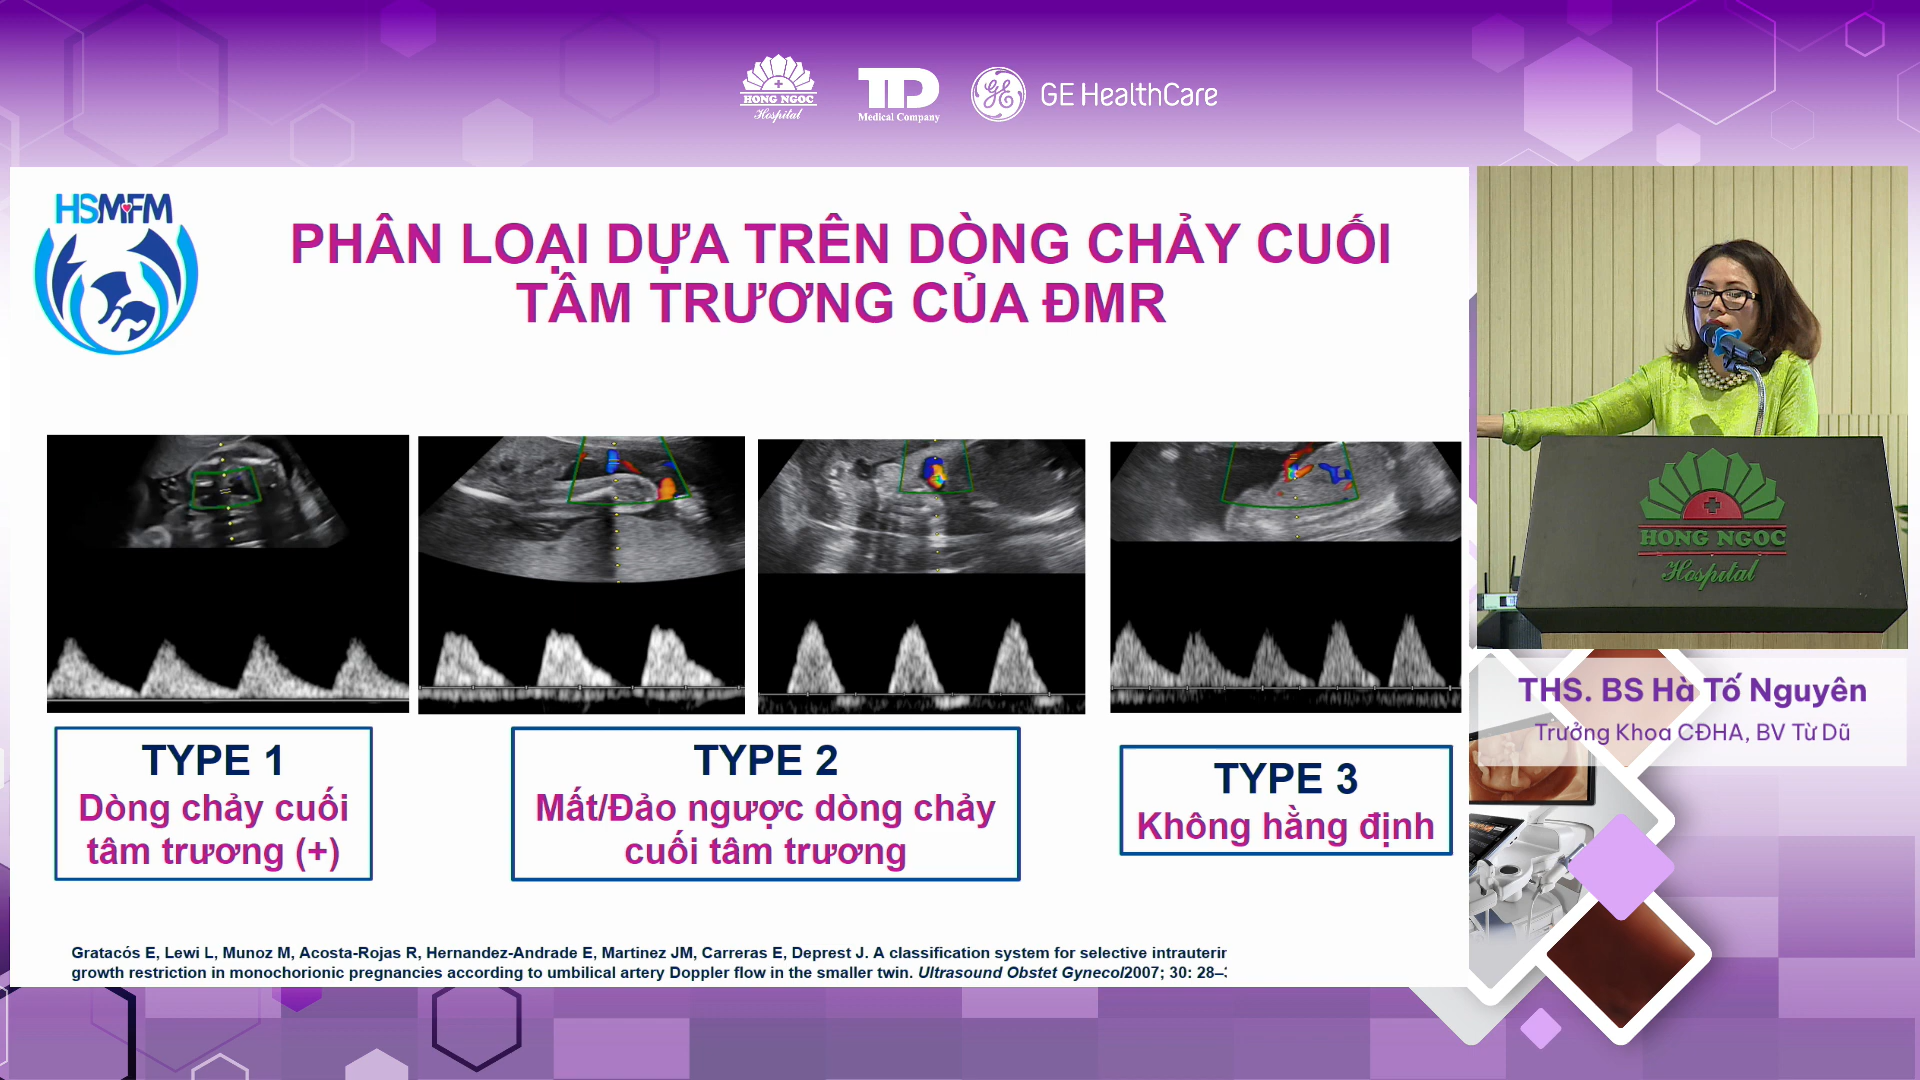 HONG NGOC
Hospital
TD
Medical Company
GE HealthCare
HSMFM
PHÂN LOẠI DỰA TRÊN DÒNG CHẢY CUỐI
TÂM TRƯƠNG CỦA ĐMR
TYPE 1
Dòng chảy cuối
tâm trương (+)
TYPE 2
Mất/Đảo ngược dòng chảy
cuối tâm trương
TYPE 3
Không hằng định
Gratacós E, Lewi L, Munoz M, Acosta-Rojas R, Hernandez-Andrade E, Martinez JM, Carreras E, Deprest J. A classification system for selective intrauterin
growth restriction in monochorionic pregnancies according to umbilical artery Doppler flow in the smaller twin. Ultrasound Obstet Gynecol2007; 30: 28–
HONG NGOC
Hospital
THS. BS Hà Tố Nguyên
Trưởng Khoa CĐHA, BV Từ Dũ